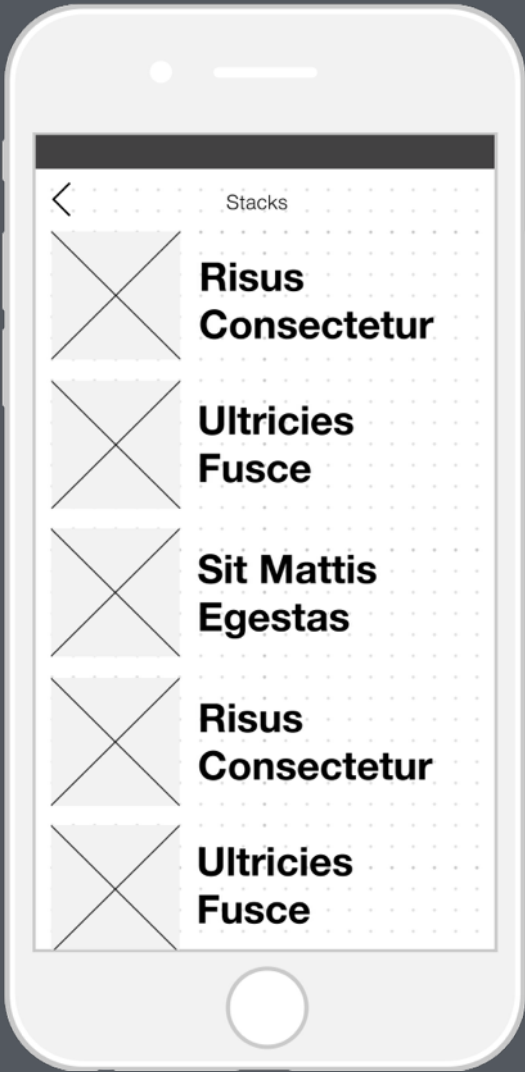 Stacks
Risus
Consectetur
Ultricies
Fusce
Sit Mattis
Egestas
Risus
Consectetur
Ultricies
Fusce